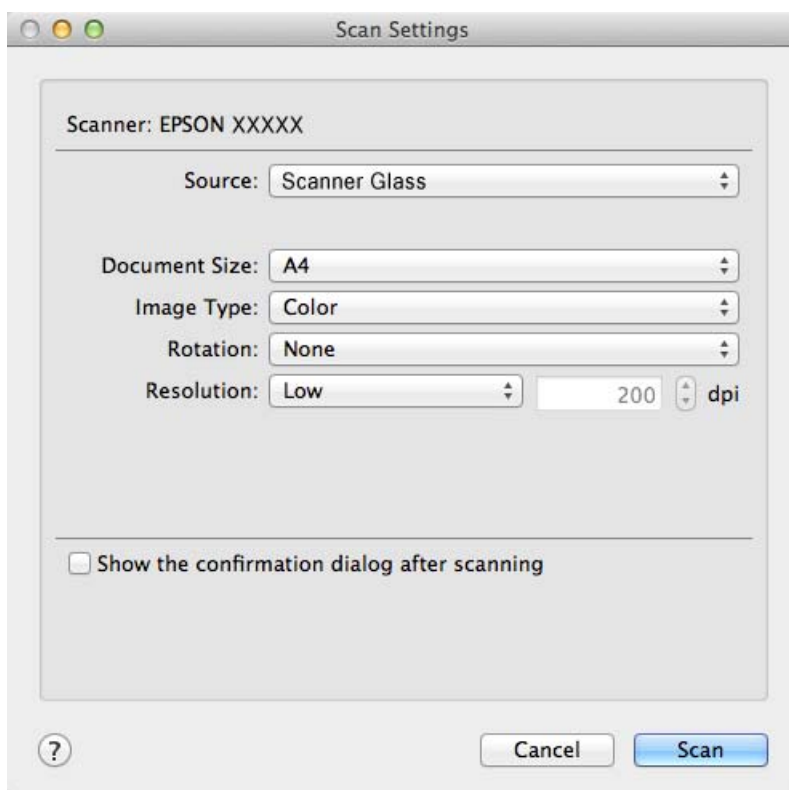 Scan Settings
Scanner: EPSON XXXXX
Source: Scanner Glass
Document Size: A4
Image Type: Color
Rotation: None
Resolution: Low 200 dpi
Show the confirmation dialog after scanning
? Cancel Scan